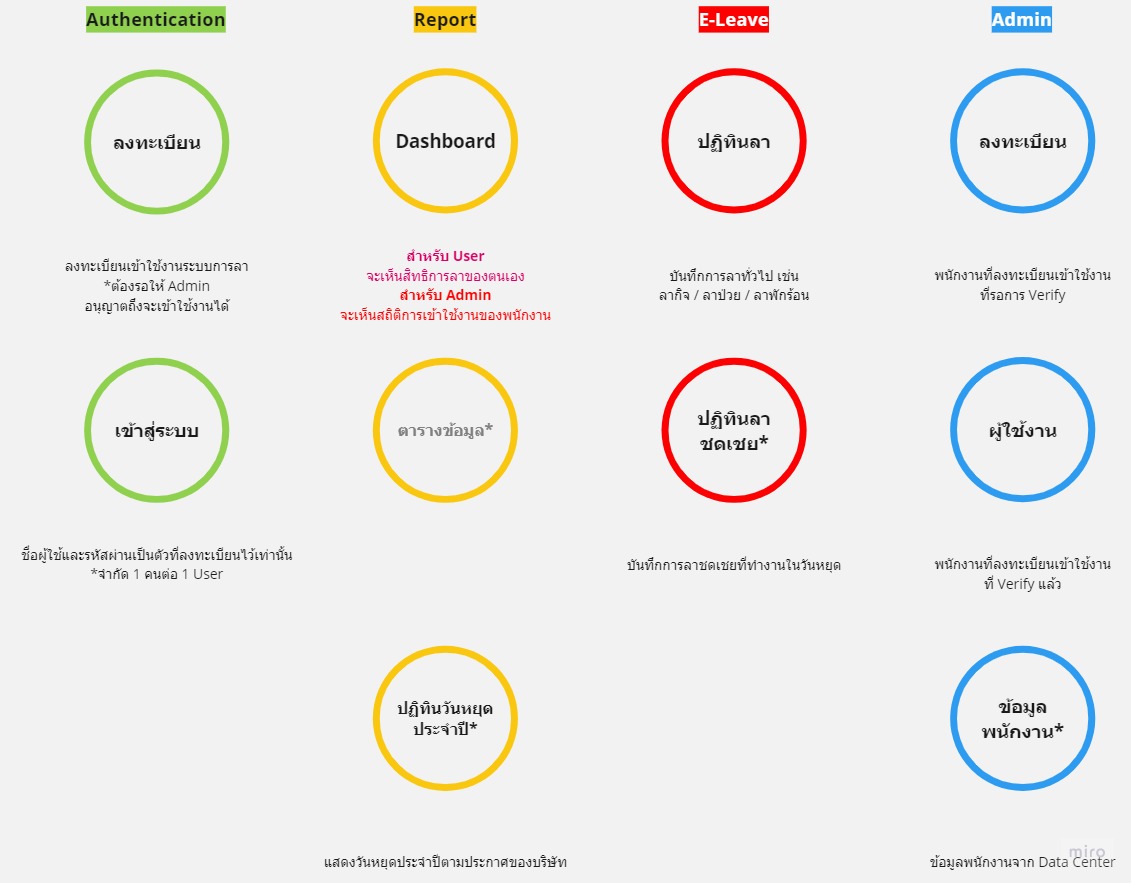 Authentication
Report
E-Leave
Admin
ลงทะเบียน
Dashboard
ปฏิทินลา
ลงทะเบียน
ลงทะเบียนเข้าใช้งานระบบการลา
*ต้องรอให้ Admin
อนุญาตถึงจะเข้าใช้งานได้
สำหรับ User
จะเห็นสิทธิการลาของตนเอง
สำหรับ Admin
จะเห็นสถิติการเข้าใช้งานของพนักงาน
บันทึกการลาทั่วไป เช่น
ลากิจ / ลาป่วย / ลาพักร้อน
พนักงานที่ลงทะเบียนเข้าใช้งาน
ที่รอการ Verify
เข้าสู่ระบบ
ตารางข้อมูล*
ปฏิทินลา
ชดเชย*
ผู้ใช้งาน
ชื่อผู้ใช้และรหัสผ่านเป็นตัวที่ลงทะเบียนไว้เท่านั้น
*จำกัด 1 คนต่อ 1 User
บันทึกการลาชดเชยที่ทำงานในวันหยุด
พนักงานที่ลงทะเบียนเข้าใช้งาน
ที่ Verify แล้ว
ปฏิทินวันหยุด
ประจำปี*
ข้อมูล
พนักงาน*
แสดงวันหยุดประจำปีตามประกาศของบริษัท
ข้อมูลพนักงานจาก Data Center
miro